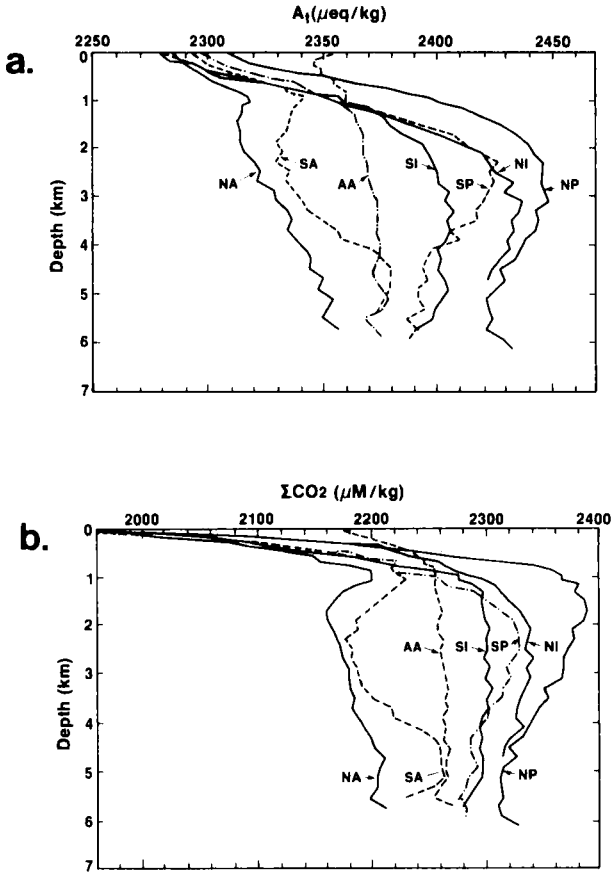 a.
At(μeq/kg)
2250 2300 2350 2400 2450
0
1
2
3
4
5
6
7
Depth (km)
NA
SA
AA
SI
SP
NI
NP
b.
ΣCO2 (μM/kg)
2000 2100 2200 2300 2400
0
1
2
3
4
5
6
7
Depth (km)
AA
SI
SP
NI
NA
SA
NP